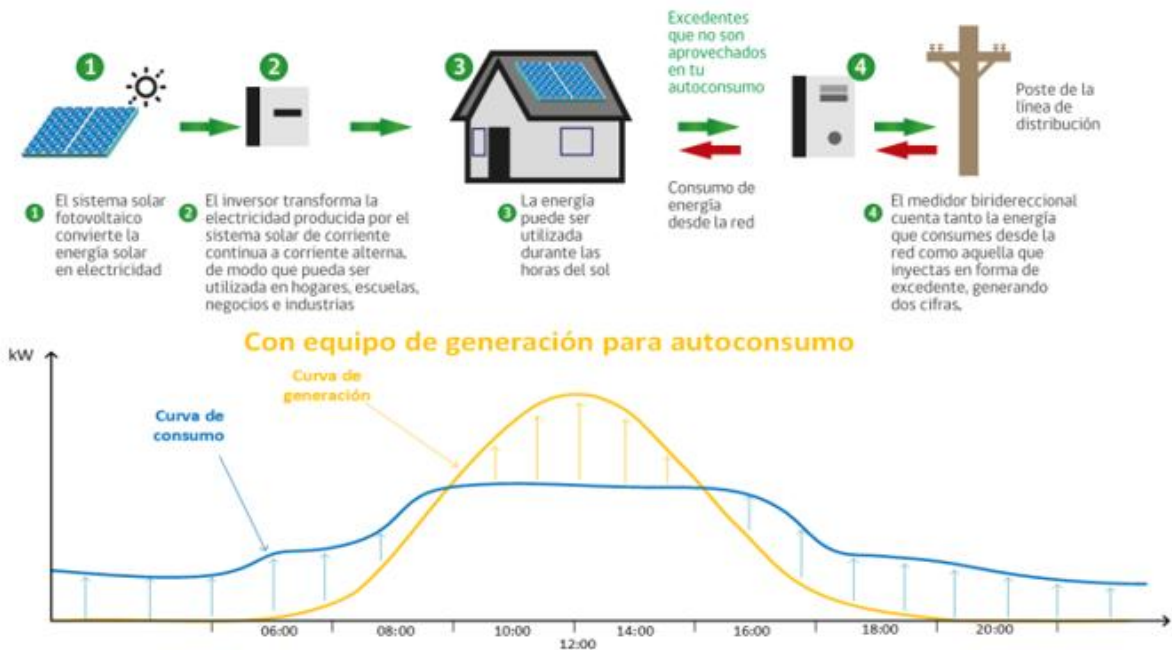 1
2
3
4
Excedentes
que no son
aprovechados
en tu
autoconsumo
Poste de la
línea de
distribución
Consumo de
energía
desde la red
1 El sistema solar
fotovoltaico
convierte la
energía solar
en electricidad
2 El inversor transforma la
electricidad producida por el
sistema solar de corriente
continua a corriente alterna,
de modo que pueda ser
utilizada en hogares, escuelas,
negocios e industrias
3 La energía
puede ser
utilizada
durante las
horas del sol
4 El medidor biridereccional
cuenta tanto la energía
que consumes desde la
red como aquella que
inyectas en forma de
excedente, generando
dos cifras.
Con equipo de generación para autoconsumo
kW
Curva de
generación
Curva de
consumo
06:00 08:00 10:00 12:00 14:00 16:00 18:00 20:00